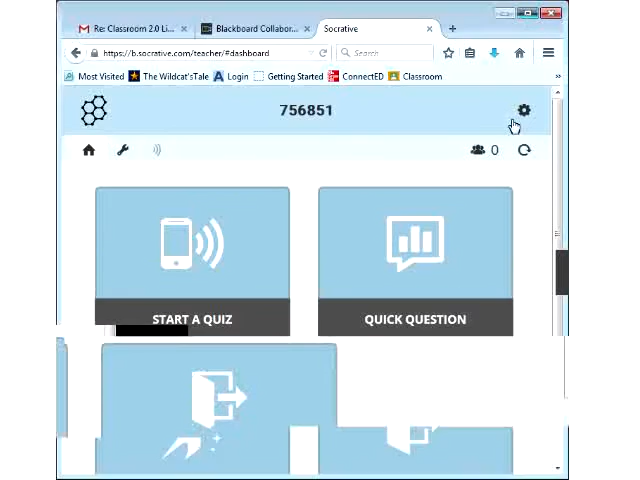 Re: Classroom 2.0 Li...
Blackboard Collabor...
Socrative
https://b.socrative.com/teacher/#dashboard
Search
Most Visited
The Wildcat'sTale
Login
Getting Started
ConnectED
Classroom
756851
0
START A QUIZ
QUICK QUESTION